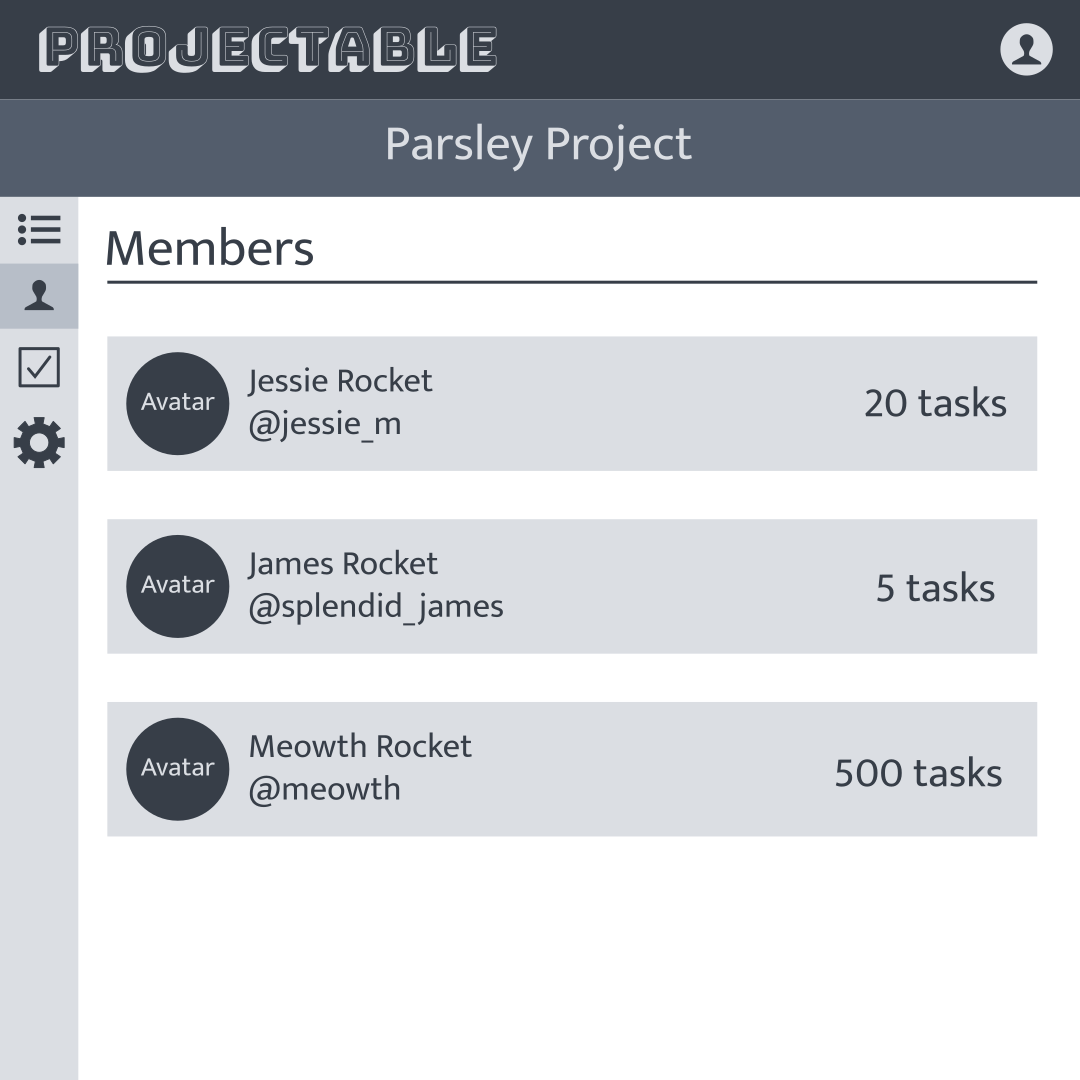 PROJECTABLE
Parsley Project
Members
Avatar
Jessie Rocket
@jessie_m
20 tasks
Avatar
James Rocket
@splendid_james
5 tasks
Avatar
Meowth Rocket
@meowth
500 tasks